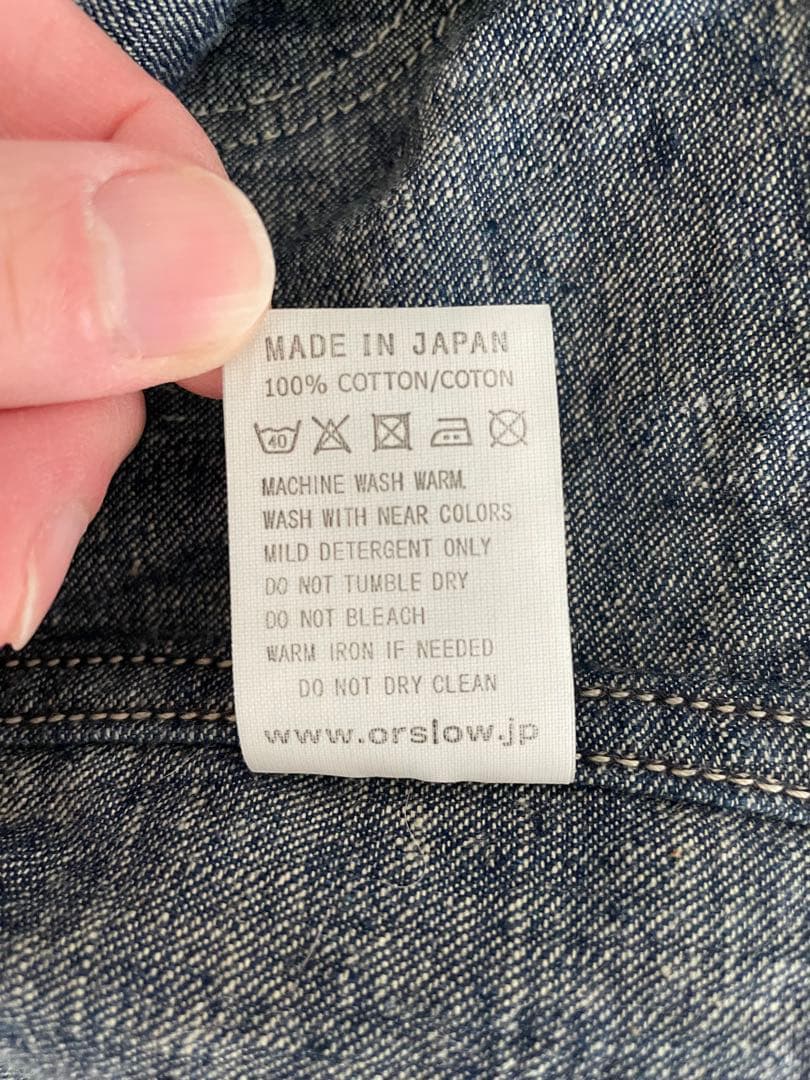 MADE IN JAPAN
100% COTTON/COTON
40
MACHINE WASH WARM.
WASH WITH NEAR COLORS
MILD DETERGENT ONLY
DO NOT TUMBLE DRY
DO NOT BLEACH
WARM IRON IF NEEDED
DO NOT DRY CLEAN
www.orslow.jp